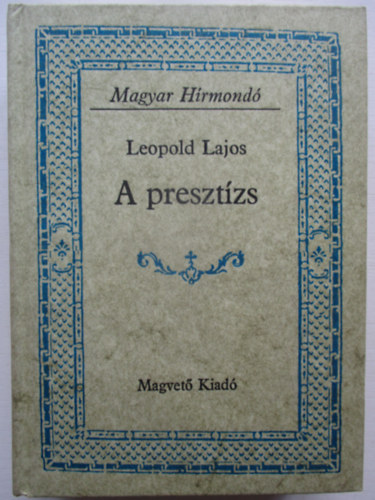 Magyar Hírmondó
Leopold Lajos
A presztízs
Magvető Kiadó